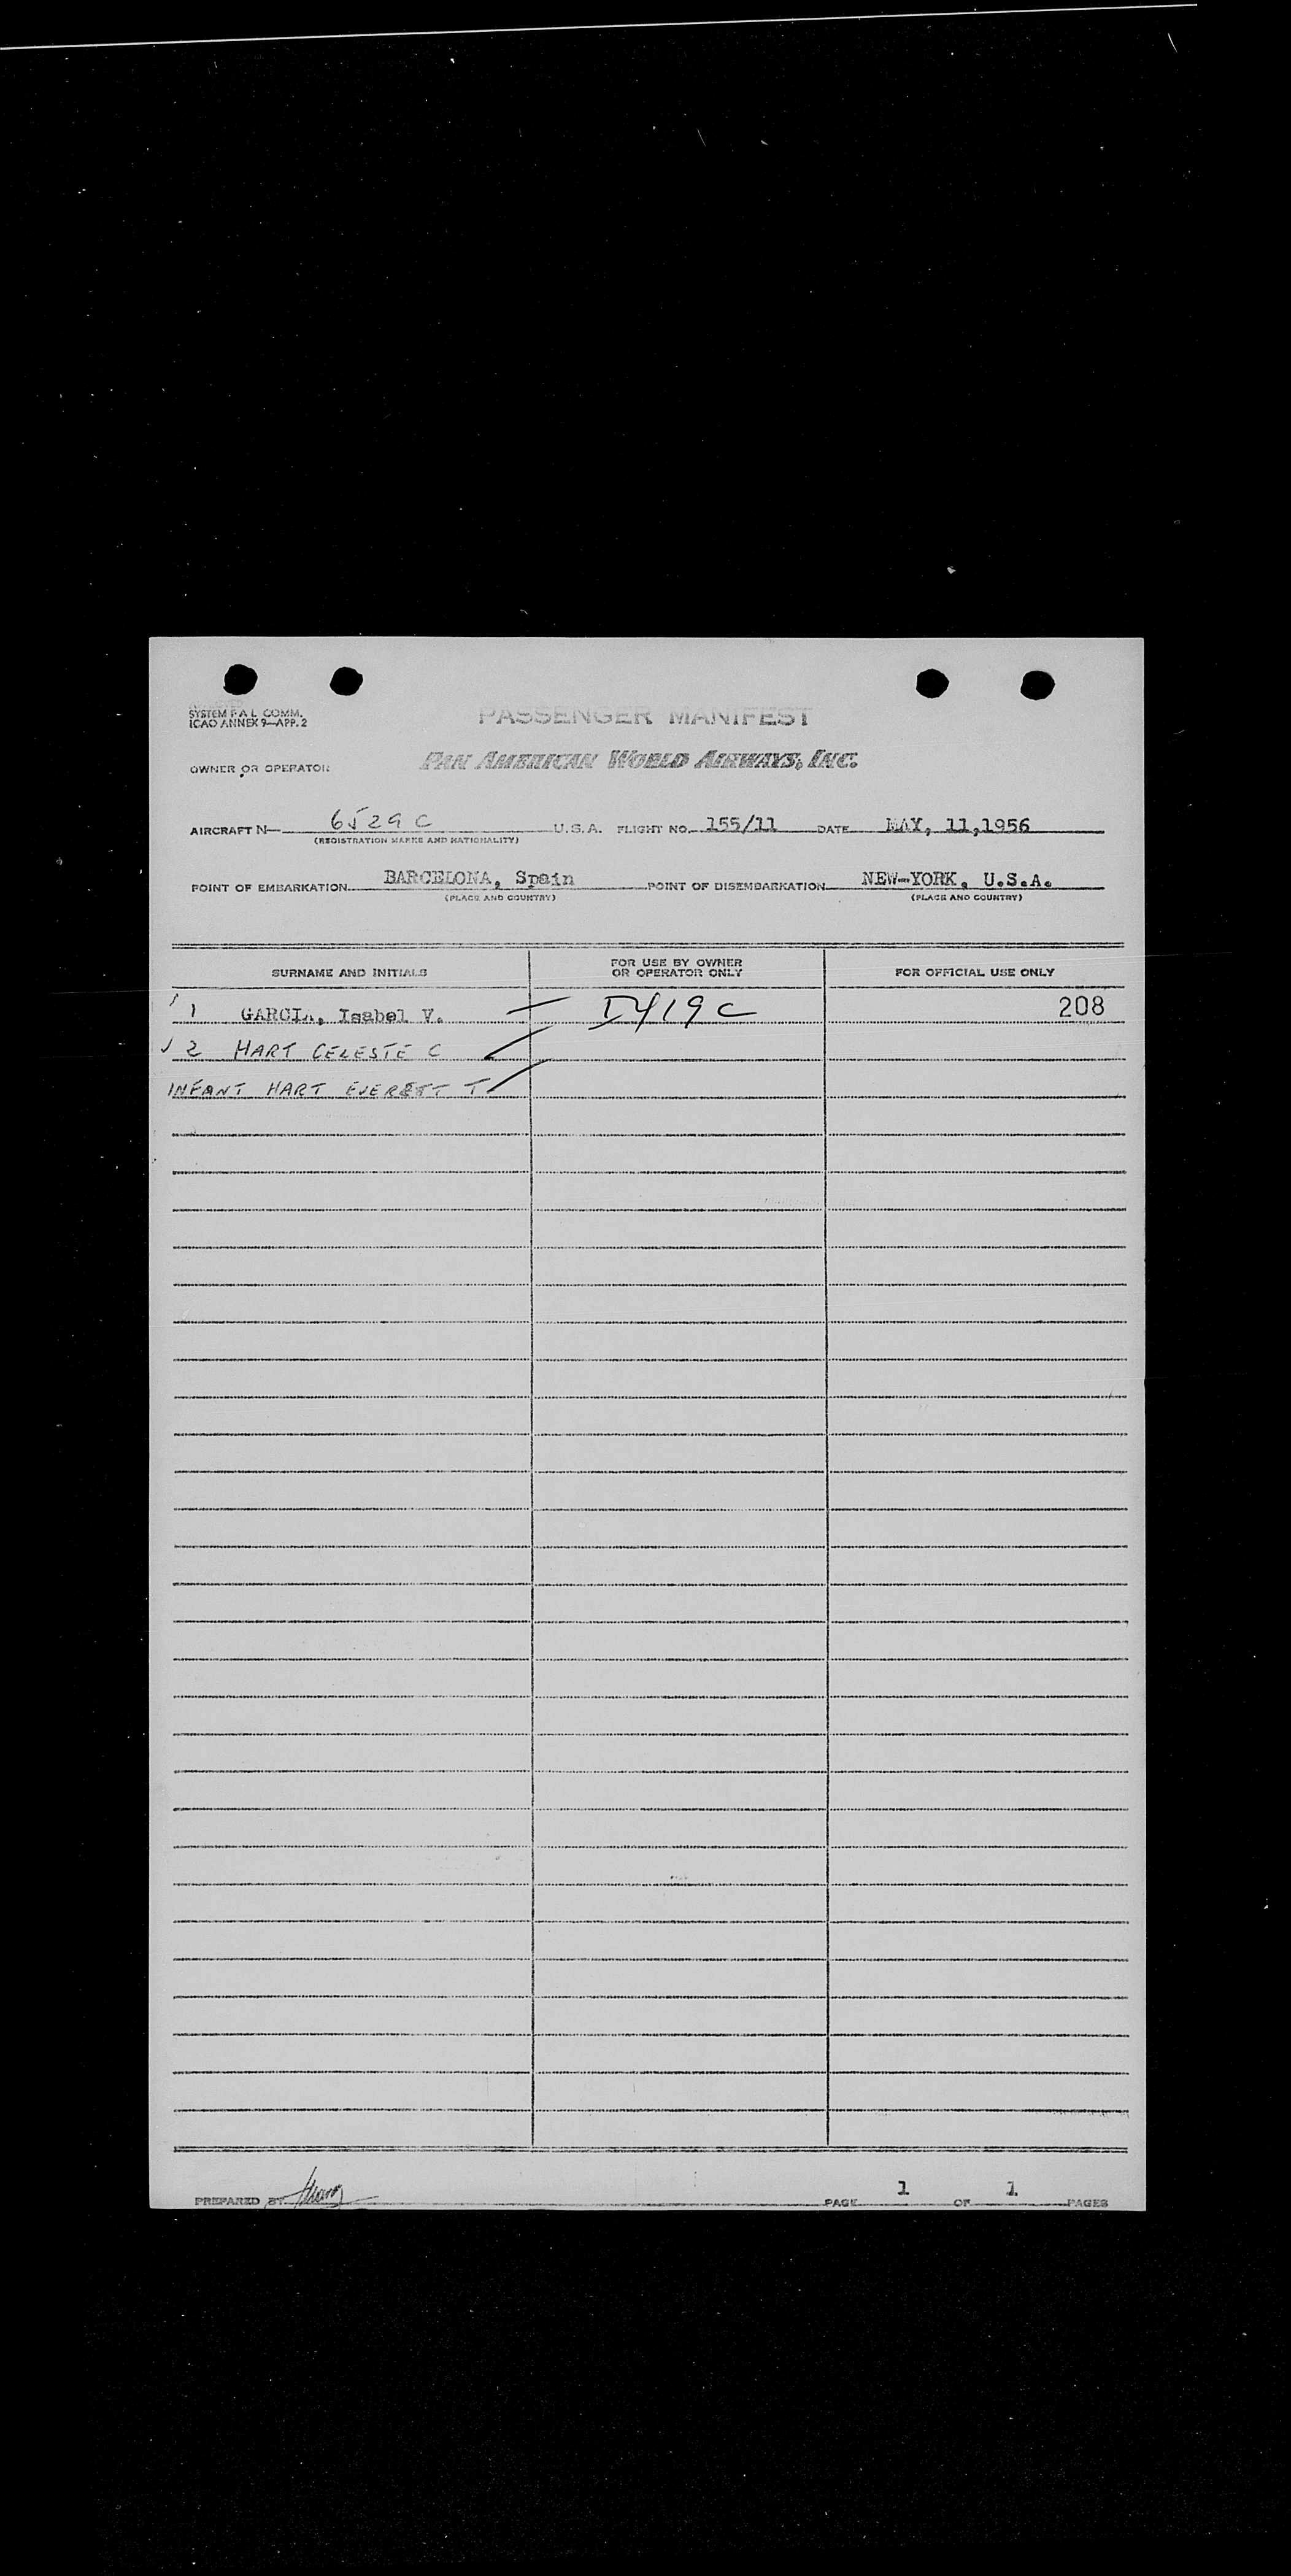 SYSTEM F.A.L. COMM.
ICAO ANNEX 9—APP. 2
PASSENGER MANIFEST
OWNER OR OPERATOR
PAN AMERICAN WORLD AIRWAYS, INC.
AIRCRAFT N— 6529C U.S.A. FLIGHT NO. 155/11 DATE MAY, 11,1956
(REGISTRATION MARKS AND NATIONALITY)
POINT OF EMBARKATION BARCELONA, Spain POINT OF DISEMBARKATION NEW-YORK, U.S.A.
(PLACE AND COUNTRY) (PLACE AND COUNTRY)
SURNAME AND INITIALS FOR USE BY OWNER OR OPERATOR ONLY FOR OFFICIAL USE ONLY
1 GARCIA, Isabel V. 419C 208
2 HART CELESTE C
INFANT HART EVERETT T
PREPARED BY PAGE 1 OF 1 PAGES